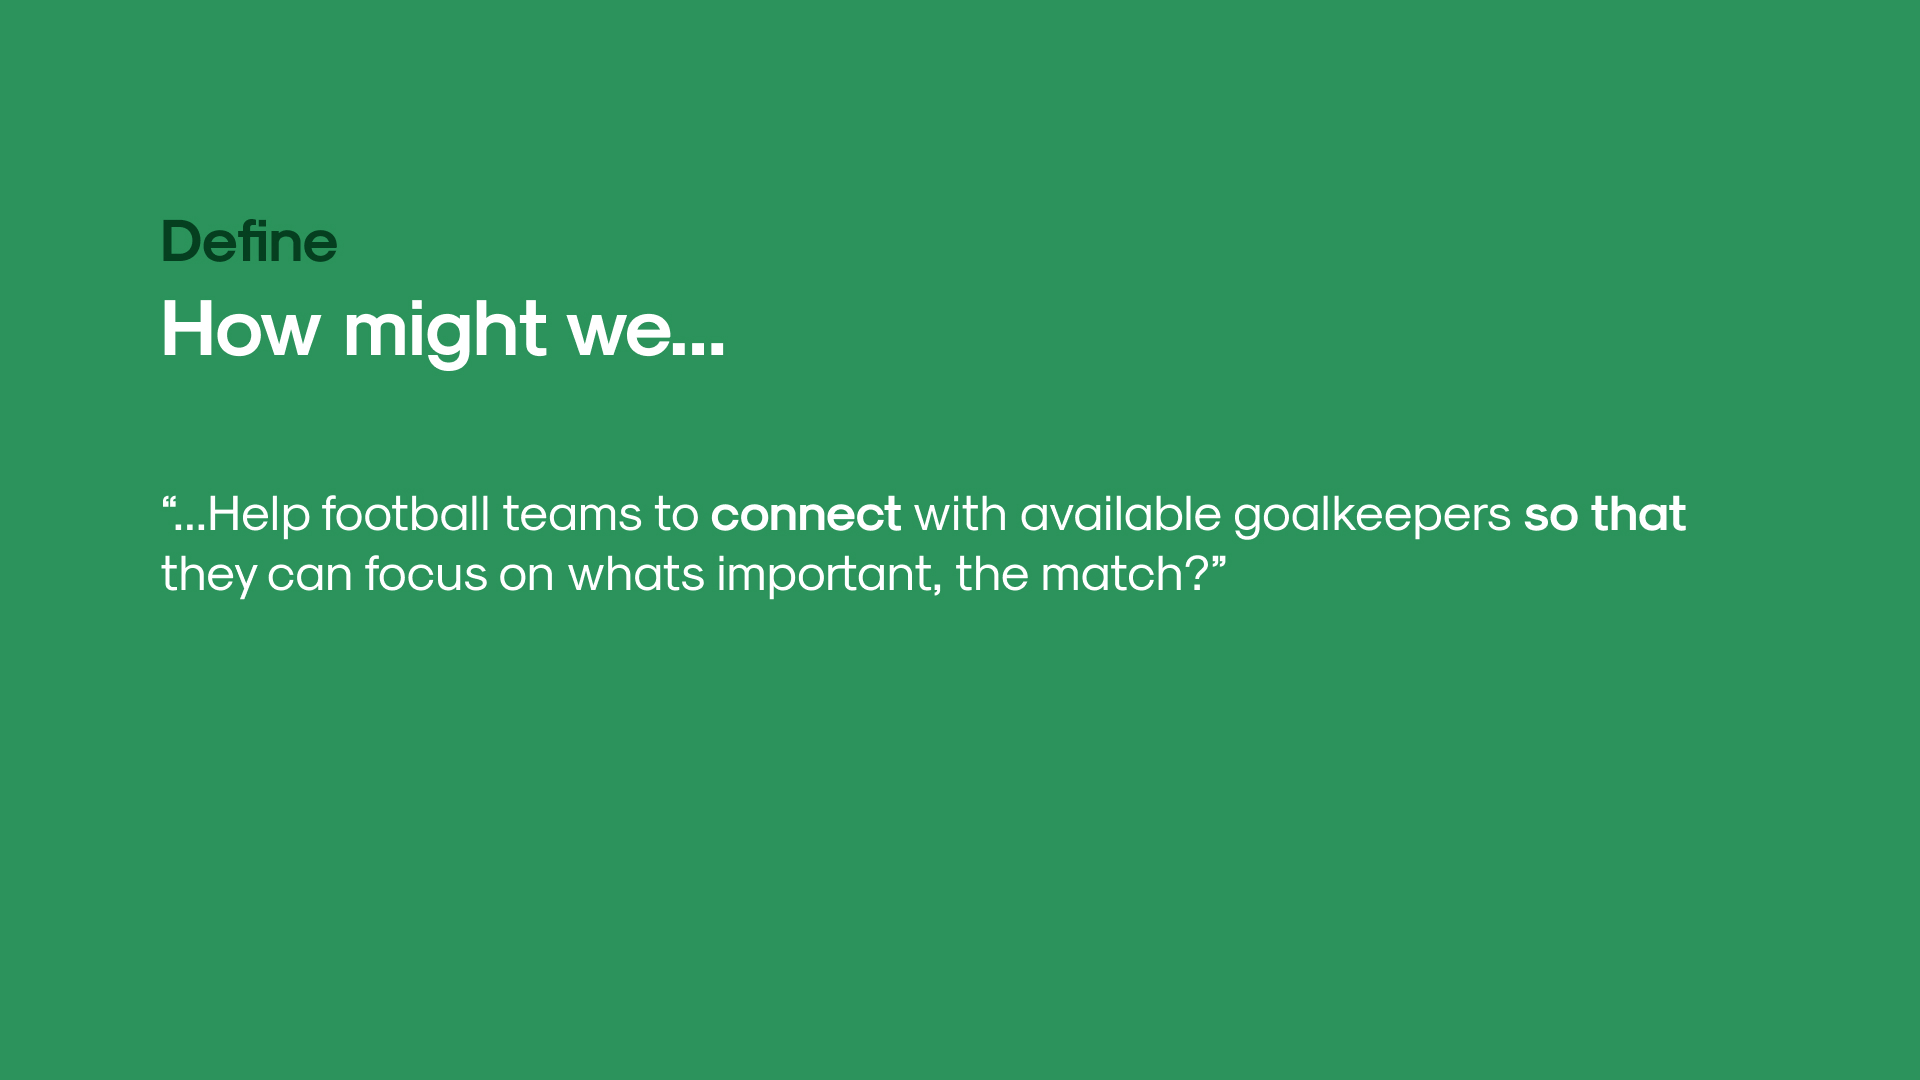 Define
How might we...
“...Help football teams to connect with available goalkeepers so that
they can focus on whats important, the match?”